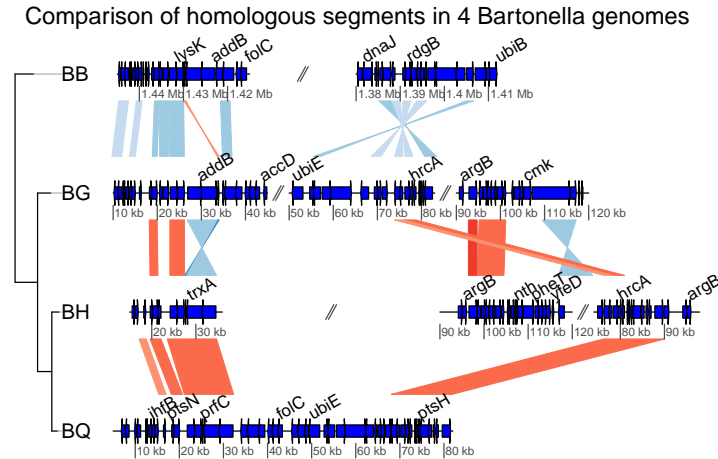 Comparison of homologous segments in 4 Bartonella genomes
lysK addB folC dnaJ rdgB ubiB
BB //
1.44 Mb 1.43 Mb 1.42 Mb 1.38 Mb 1.39 Mb 1.4 Mb 1.41 Mb
addB accD ubiE hrcA argB cmk
BG // //
10 kb 20 kb 30 kb 40 kb 50 kb 60 kb 70 kb 80 kb 90 kb 100 kb 110 kb 120 kb
trxA argB nth pheT yfeD hrcA argB
BH // //
20 kb 30 kb 90 kb 100 kb 110 kb 120 kb 80 kb 90 kb
ihfB ptsN prfC folC ubiE ptsH
BQ
10 kb 20 kb 30 kb 40 kb 50 kb 60 kb 70 kb 80 kb